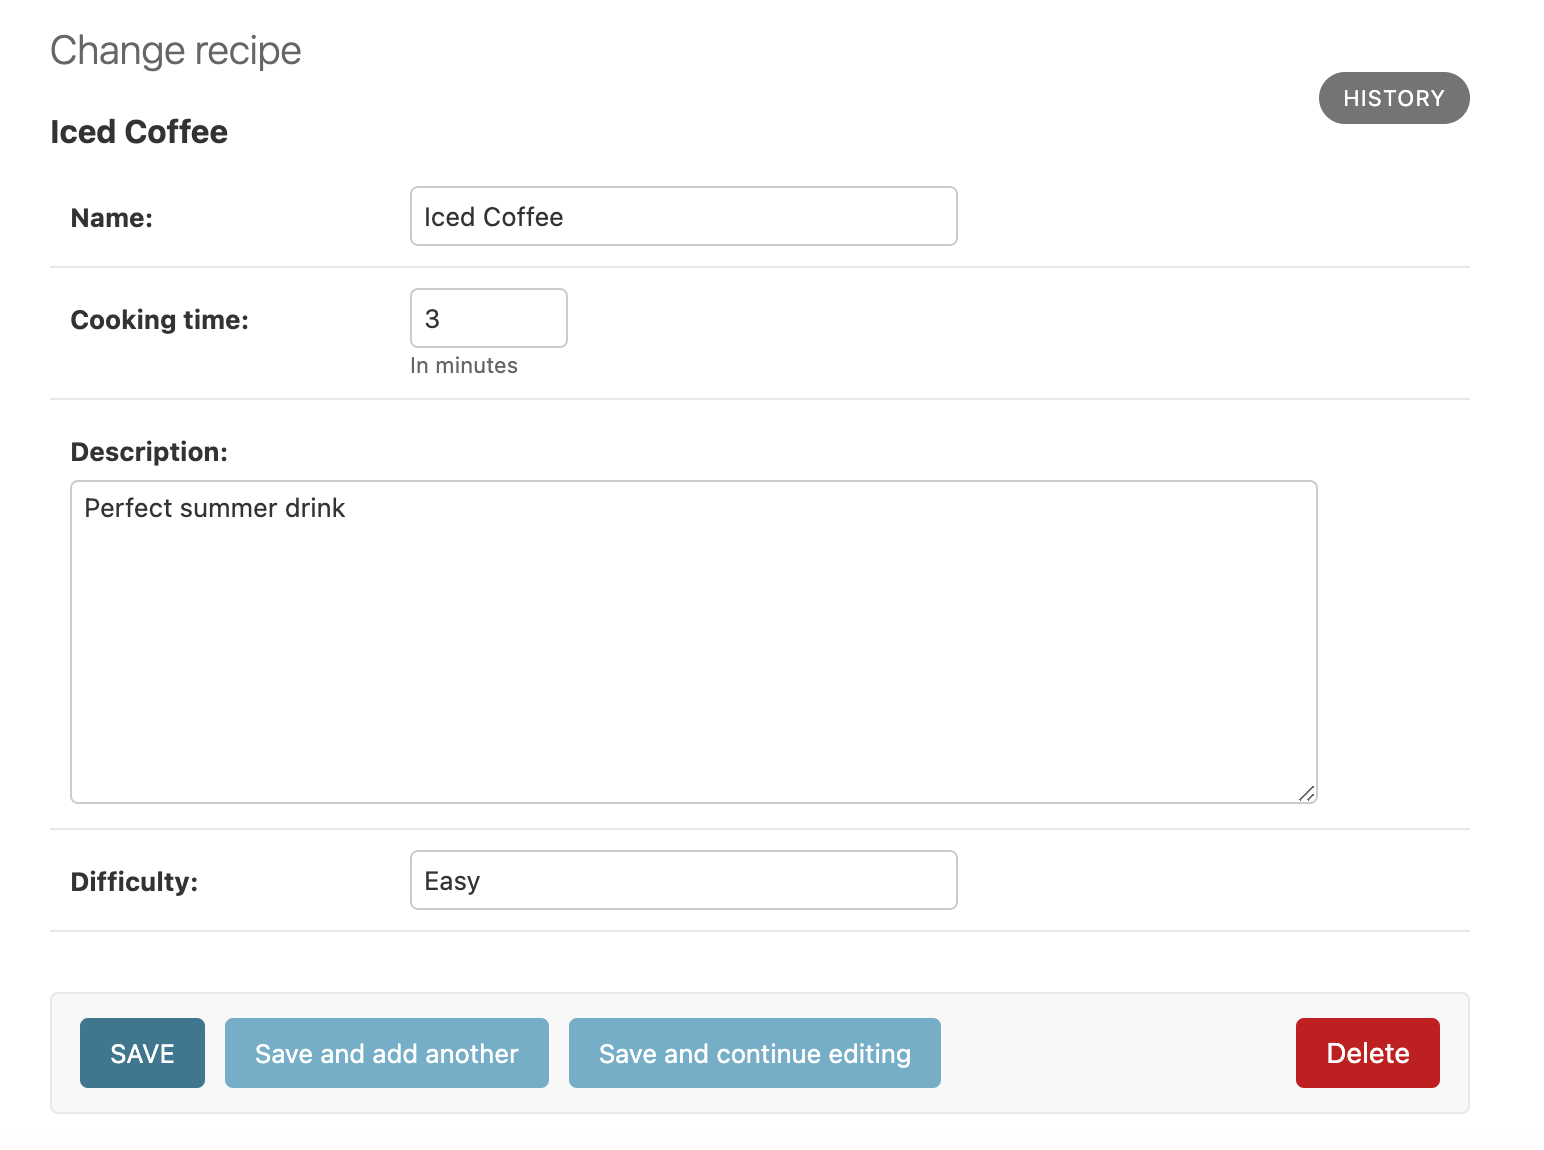 Change recipe
HISTORY
Iced Coffee
Name:
Iced Coffee
Cooking time:
3
In minutes
Description:
Perfect summer drink
Difficulty:
Easy
SAVE
Save and add another
Save and continue editing
Delete